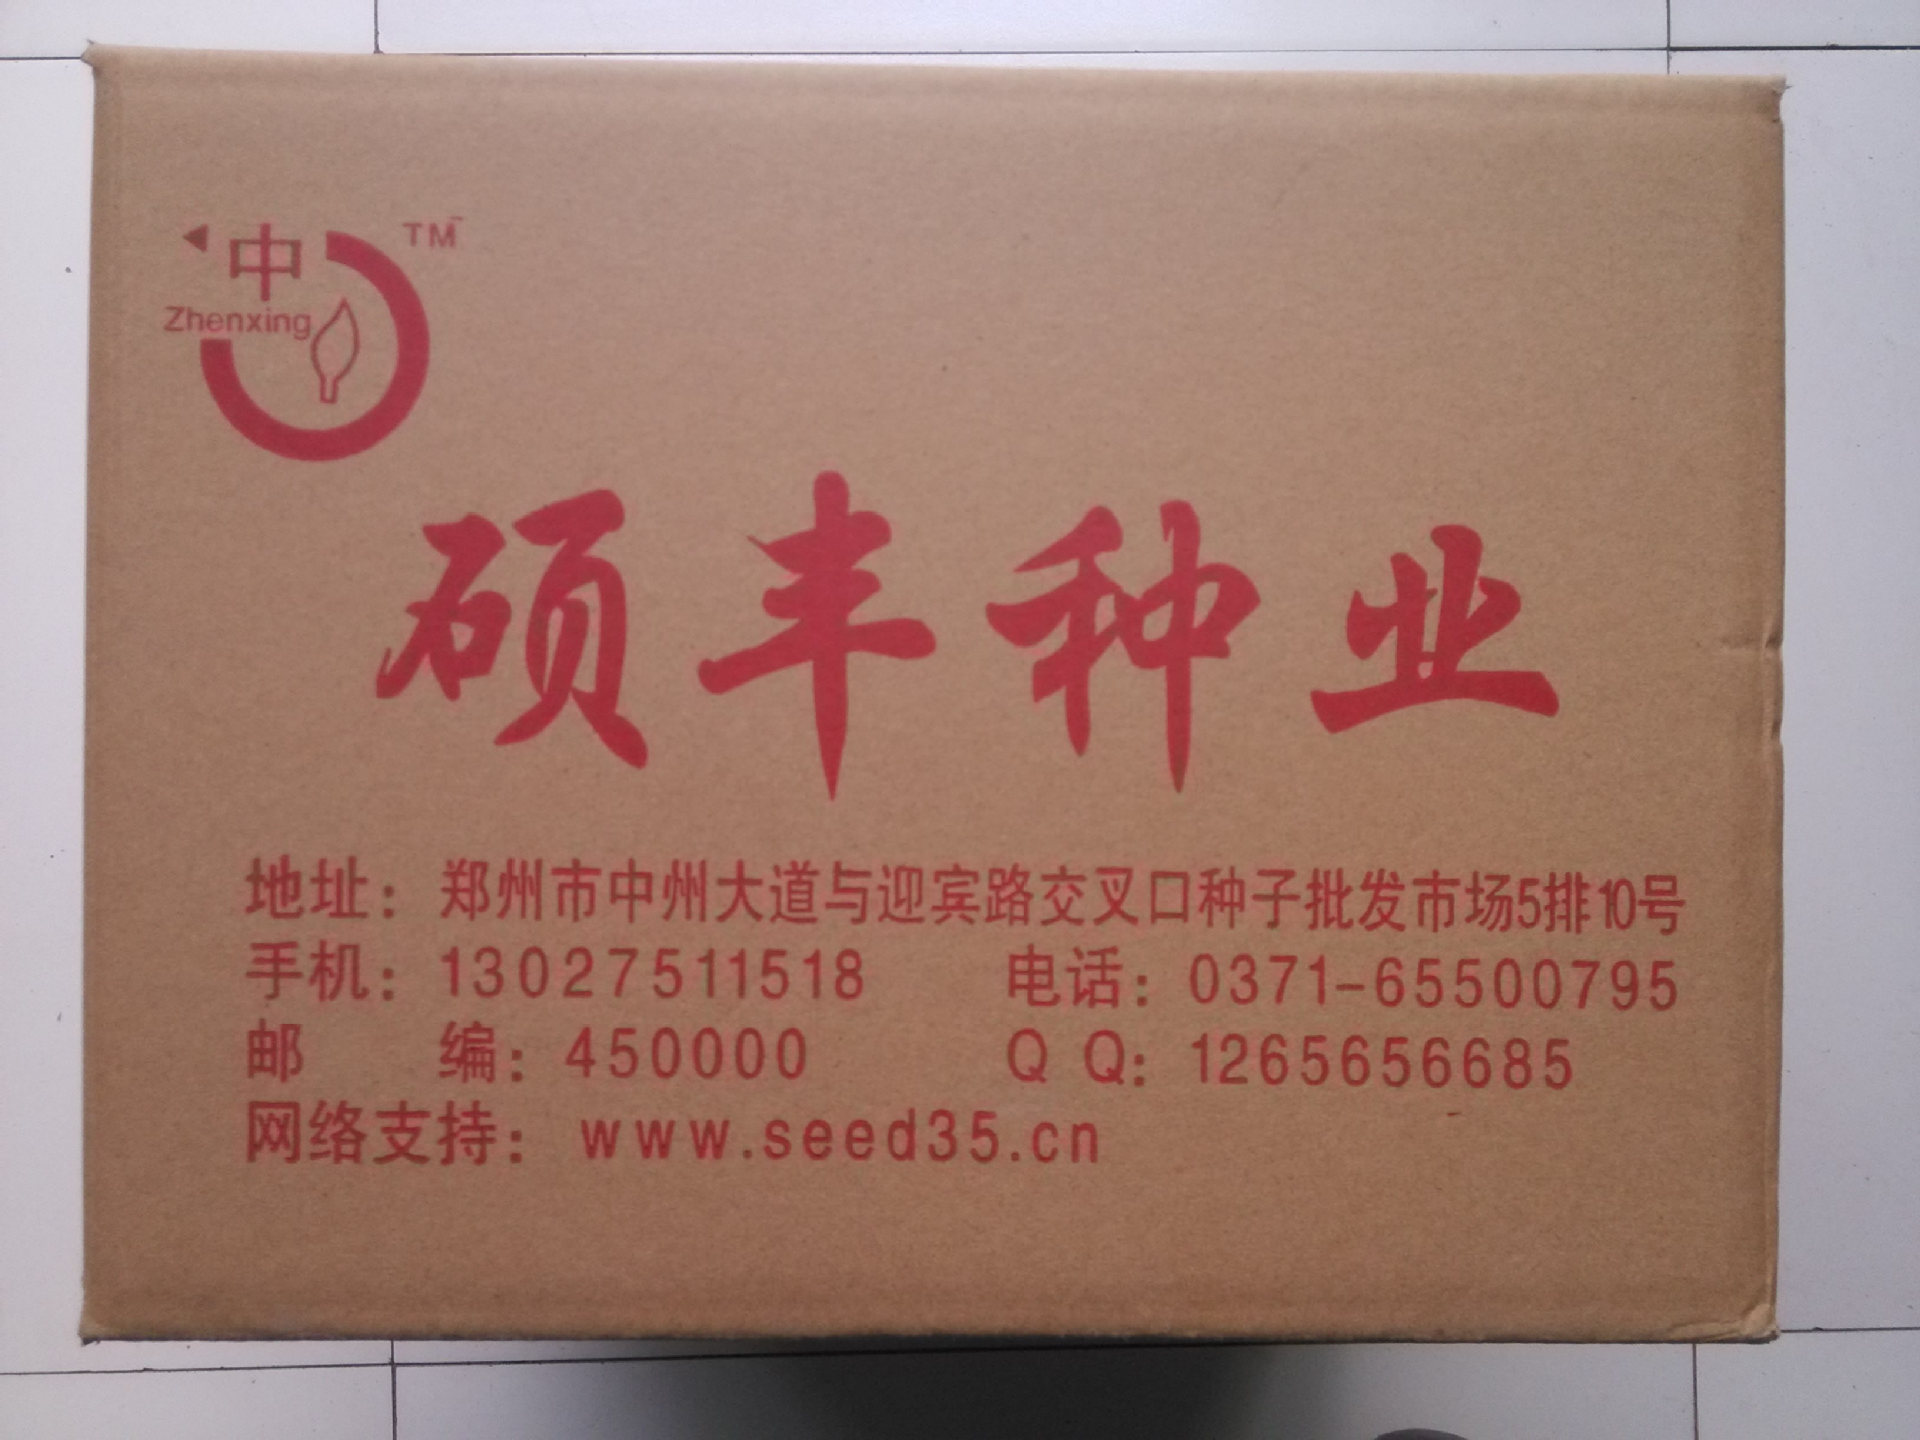 中
TM
Zhenxing
硕丰种业
地址：郑州市中州大道与迎宾路交叉口种子批发市场5排10号
手机：13027511518 电话：0371-65500795
邮 编：450000 Q Q：1265656685
网络支持：www.seed35.cn